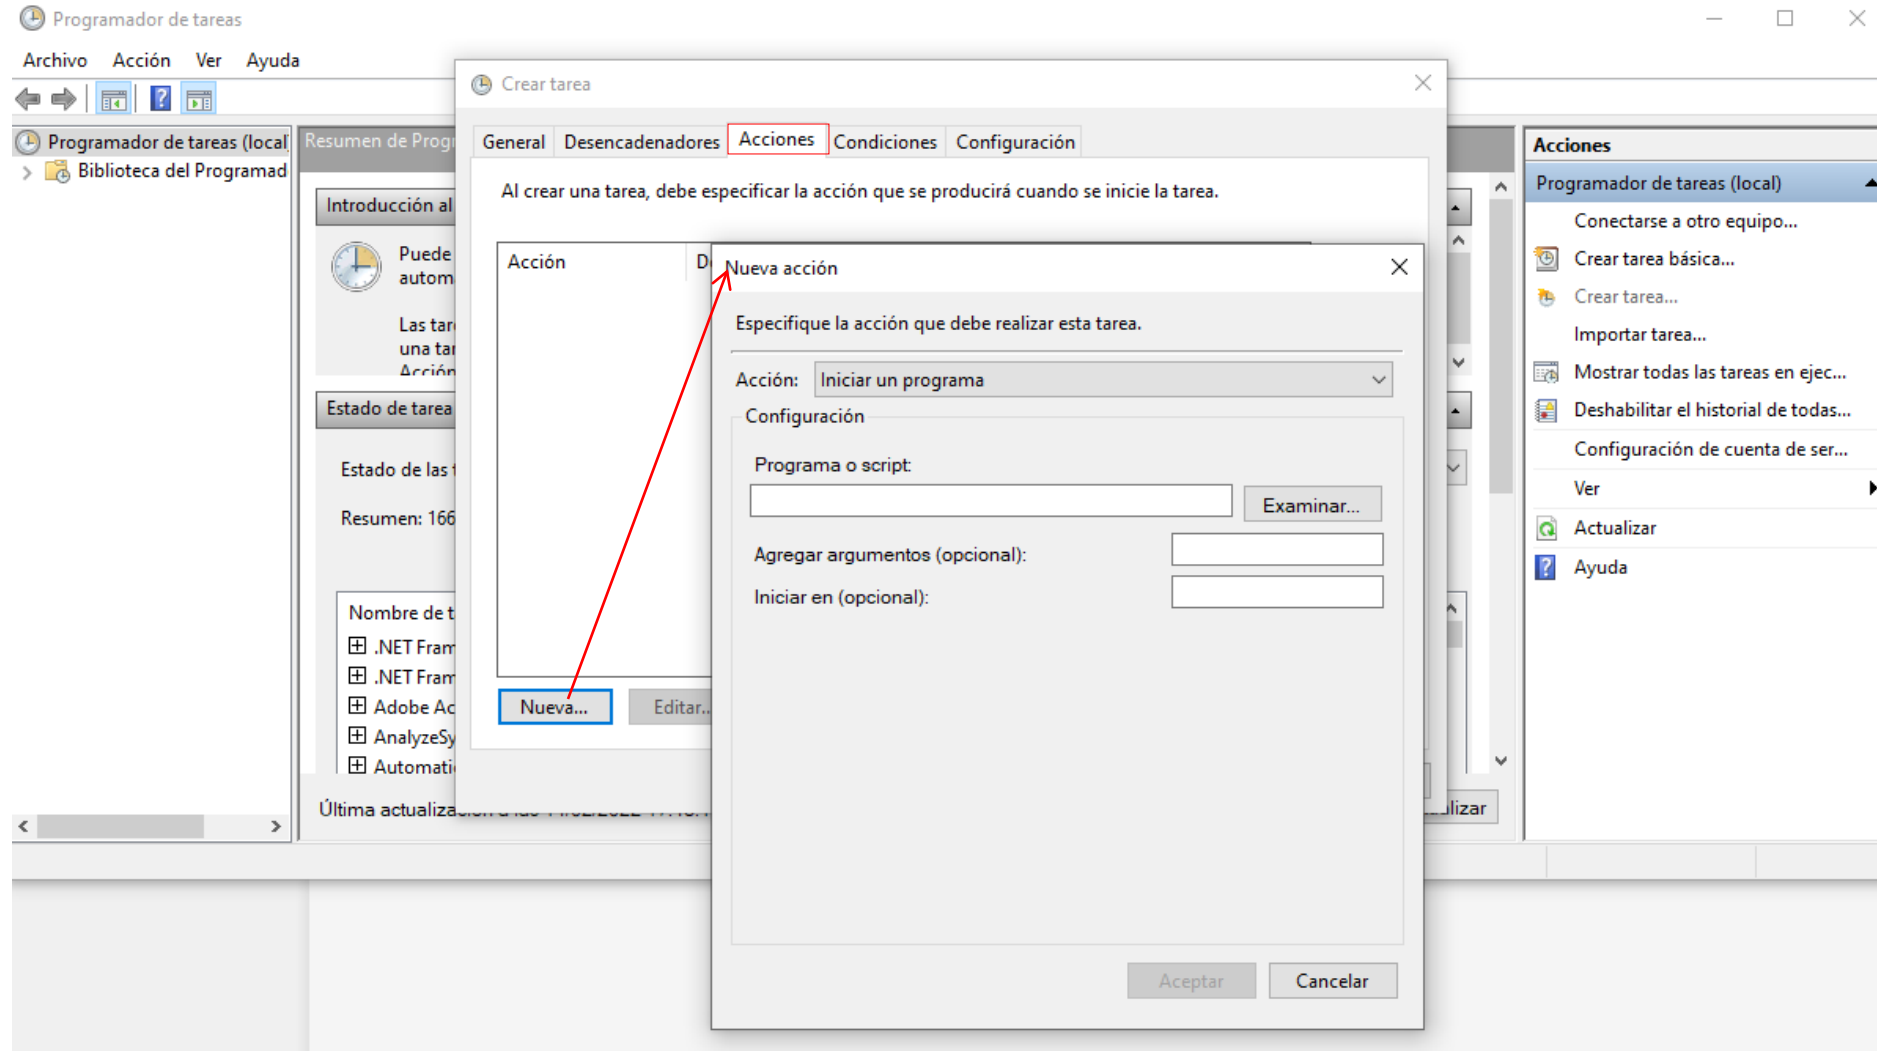 Programador de tareas
Archivo Acción Ver Ayuda
Programador de tareas (local
Biblioteca del Programad
Resumen de Progr
Introducción al
Puede
autom
Las tar
una tar
Acción
Estado de tarea
Estado de las t
Resumen: 166
Nombre de t
.NET Fram
.NET Fram
Adobe Ac
AnalyzeSy
Automati
Última actualiza
lizar
Crear tarea
General Desencadenadores Acciones Condiciones Configuración
Al crear una tarea, debe especificar la acción que se producirá cuando se inicie la tarea.
Acción D
Nueva... Editar..
Nueva acción
Especifique la acción que debe realizar esta tarea.
Acción: Iniciar un programa
Configuración
Programa o script:
Examinar...
Agregar argumentos (opcional):
Iniciar en (opcional):
Aceptar Cancelar
Acciones
Programador de tareas (local)
Conectarse a otro equipo...
Crear tarea básica...
Crear tarea...
Importar tarea...
Mostrar todas las tareas en ejec...
Deshabilitar el historial de todas...
Configuración de cuenta de ser...
Ver
Actualizar
Ayuda